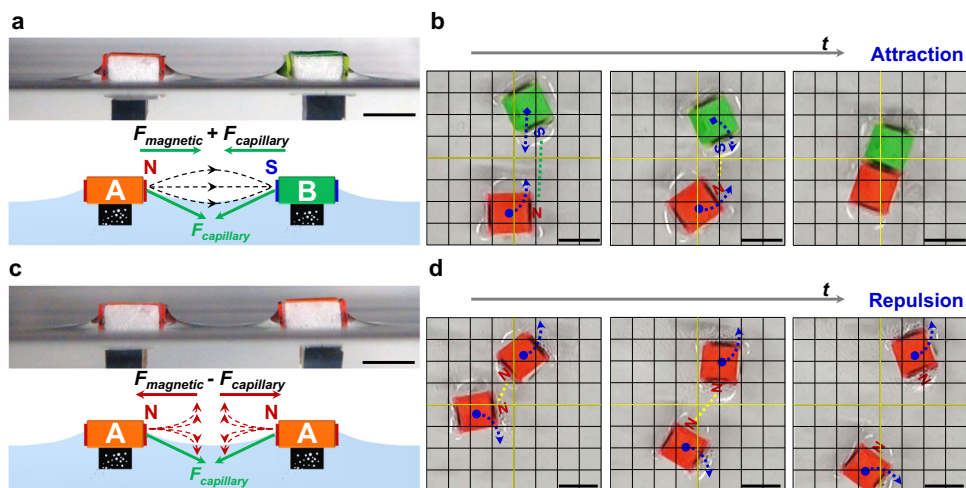 a
F_magnetic + F_capillary
N
S
A
B
F_capillary
b
t
Attraction
S
N
S
N
c
F_magnetic - F_capillary
N
N
A
A
F_capillary
d
t
Repulsion
N
N
N
N
N